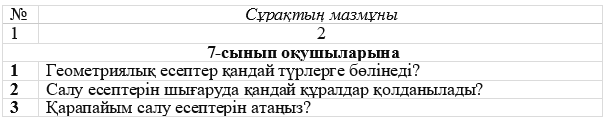 № Сұрақтың мазмұны
1 2
7-сынып оқушыларына
1 Геометриялық есептер қандай түрлерге бөлінеді?
2 Салу есептерін шығаруда қандай құралдар қолданылады?
3 Қарапайым салу есептерін атаңыз?